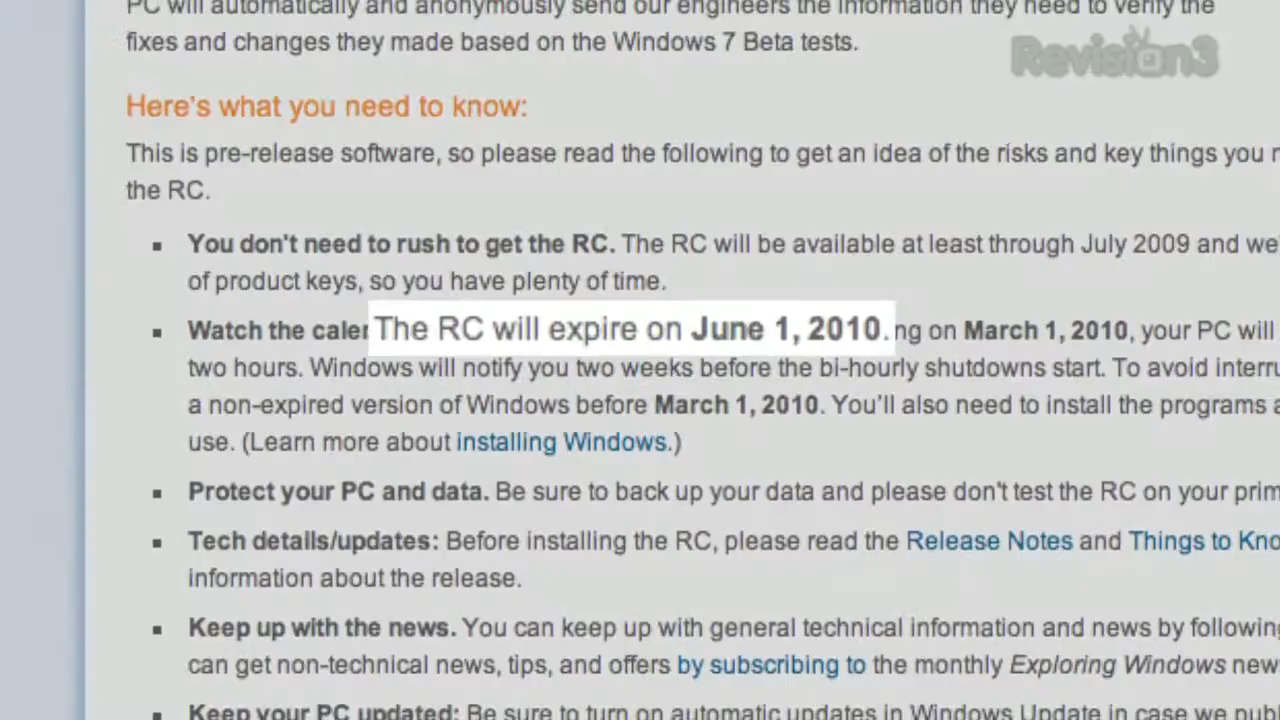 PC will automatically and anonymously send our engineers the information they need to verify the
fixes and changes they made based on the Windows 7 Beta tests.
Revision3
Here's what you need to know:
This is pre-release software, so please read the following to get an idea of the risks and key things you
the RC.
You don't need to rush to get the RC. The RC will be available at least through July 2009 and we'
of product keys, so you have plenty of time.
Watch the caler The RC will expire on June 1, 2010. ng on March 1, 2010, your PC will
two hours. Windows will notify you two weeks before the bi-hourly shutdowns start. To avoid interru
a non-expired version of Windows before March 1, 2010. You'll also need to install the programs a
use. (Learn more about installing Windows.)
Protect your PC and data. Be sure to back up your data and please don't test the RC on your prim
Tech details/updates: Before installing the RC, please read the Release Notes and Things to Kno
information about the release.
Keep up with the news. You can keep up with general technical information and news by following
can get non-technical news, tips, and offers by subscribing to the monthly Exploring Windows new
Keep your PC updated: Be sure to turn on automatic updates in Windows Update in case we pub